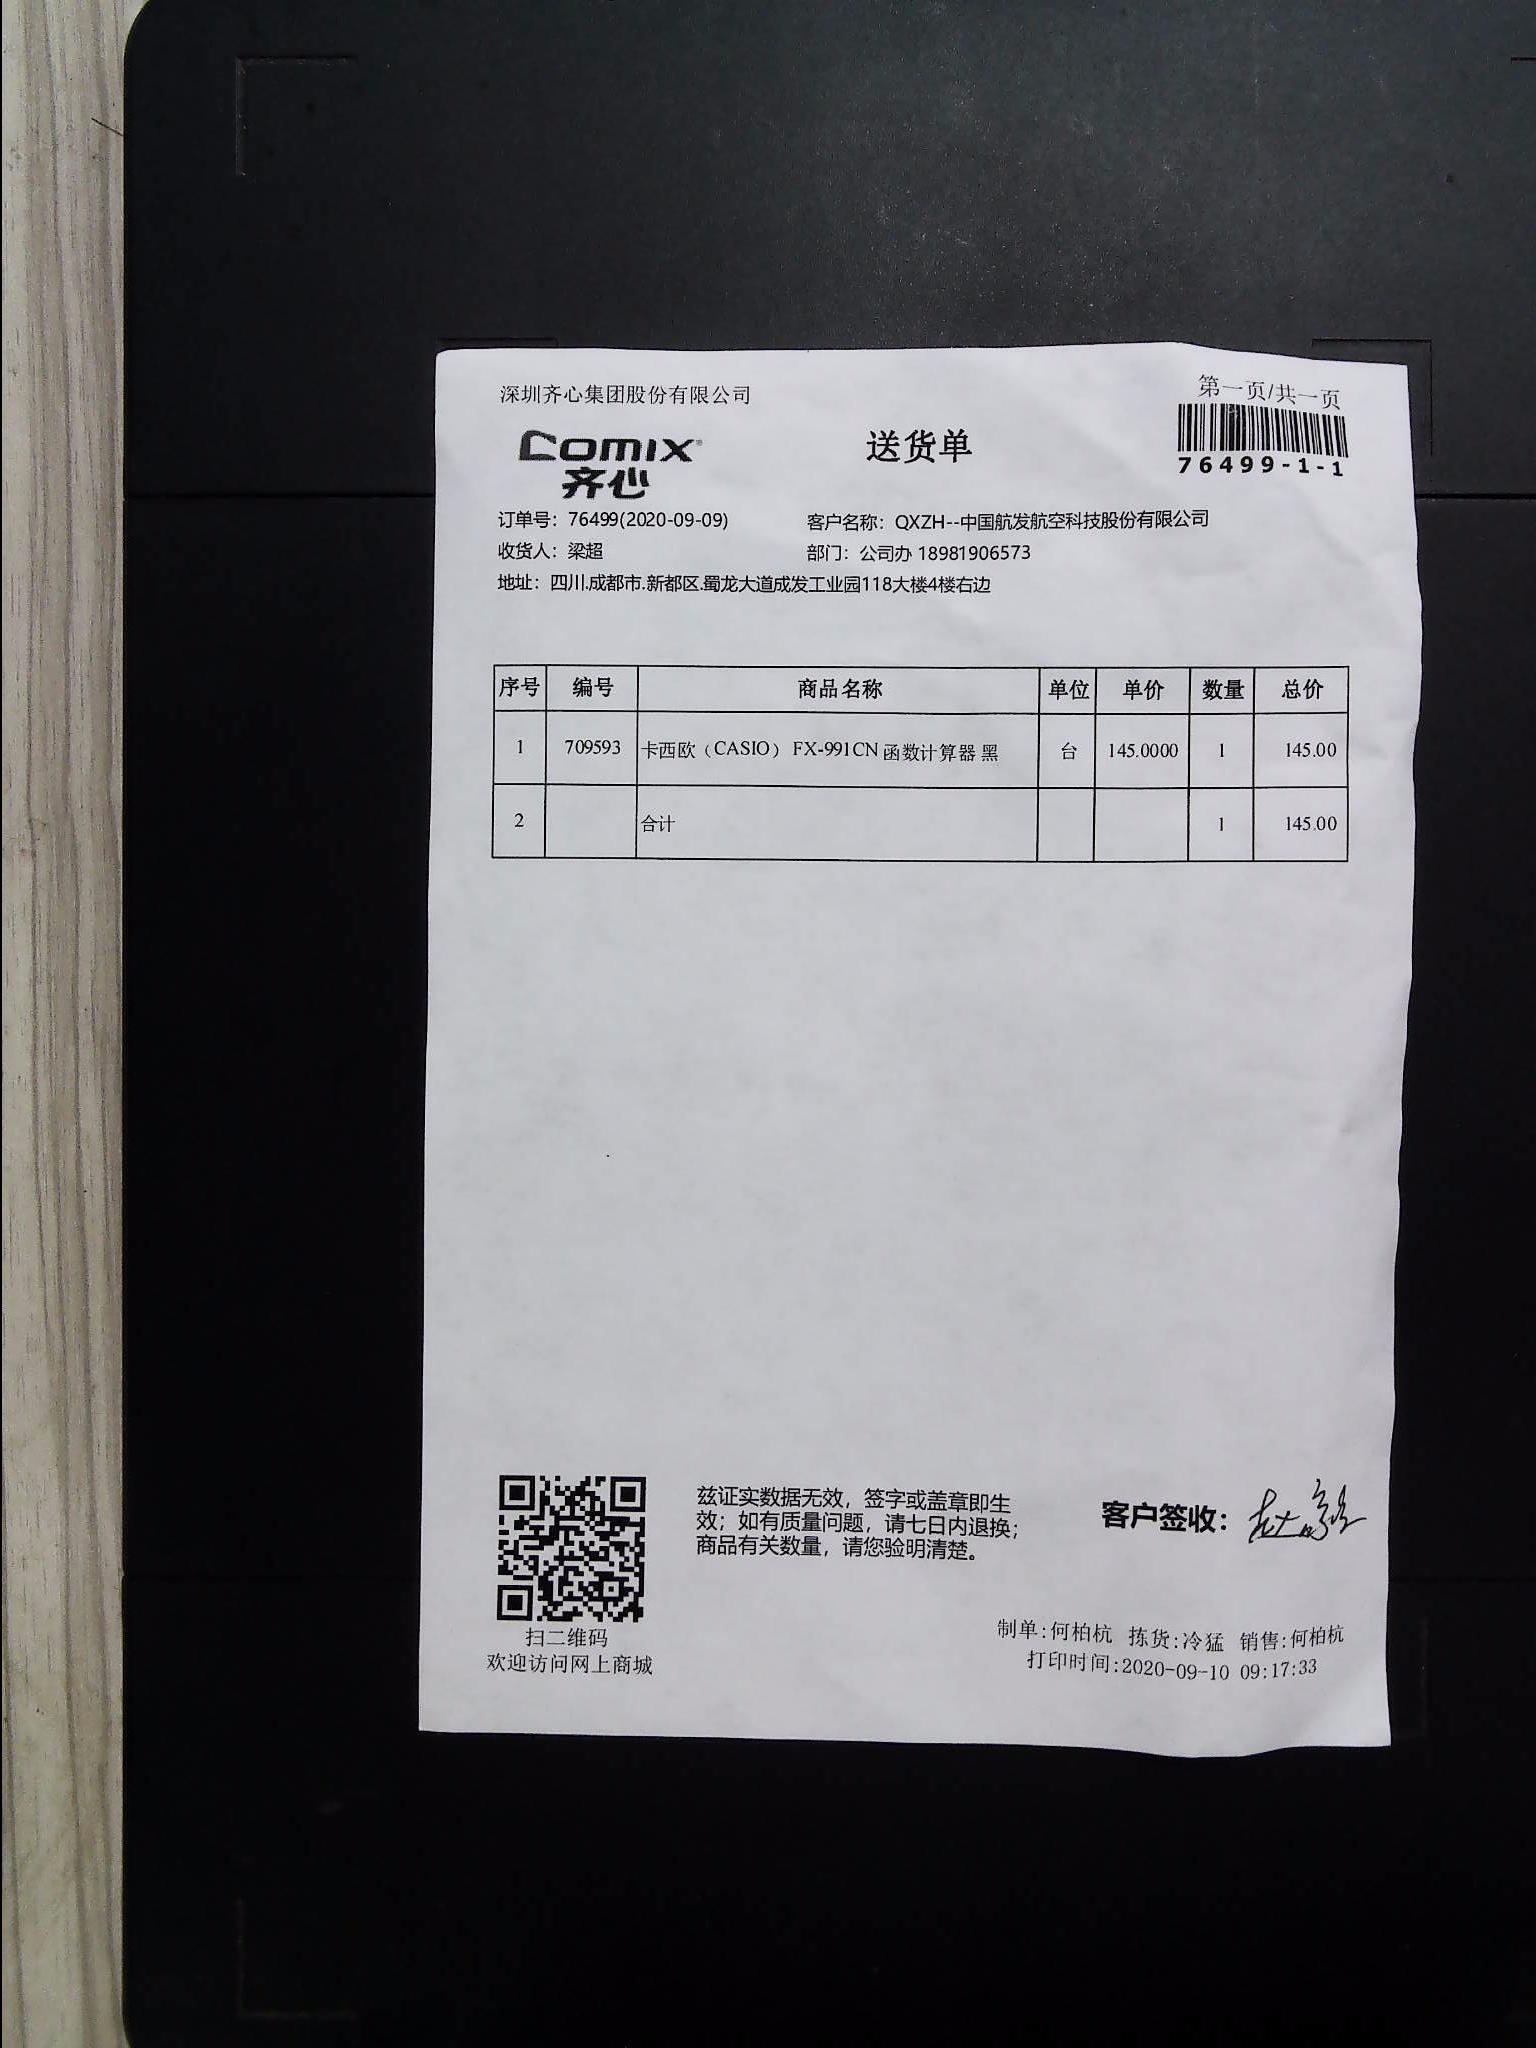 深圳齐心集团股份有限公司
第一页/共一页
comix
齐心
送货单
76499-1-1
订单号：76499(2020-09-09)
客户名称：QXZH--中国航发航空科技股份有限公司
收货人：梁超
部门：公司办 18981906573
地址：四川.成都市.新都区.蜀龙大道成发工业园118大楼4楼右边
序号 编号 商品名称 单位 单价 数量 总价
1 709593 卡西欧（CASIO） FX-991CN 函数计算器 黑 台 145.0000 1 145.00
2 合计 1 145.00
兹证实数据无效，签字或盖章即生
效；如有质量问题，请七日内退换；
商品有关数量，请您验明清楚。
客户签收：
扫二维码
欢迎访问网上商城
制单:何柏杭 拣货:冷猛 销售:何柏杭
打印时间:2020-09-10 09:17:33